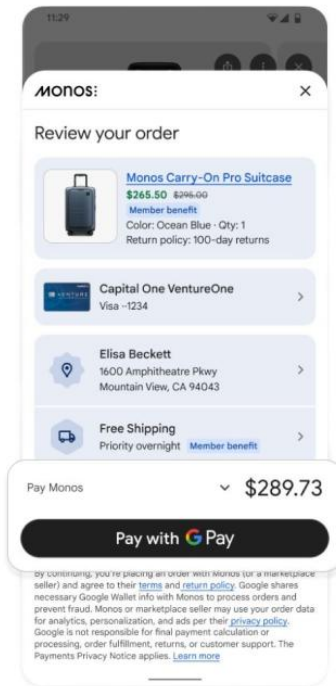 11:29
MONOS:
Review your order
Monos Carry-On Pro Suitcase
$265.50 $295.00
Member benefit
Color: Ocean Blue · Qty: 1
Return policy: 100-day returns
VENTURE
Capital One VentureOne
Visa ··1234
Elisa Beckett
1600 Amphitheatre Pkwy
Mountain View, CA 94043
Free Shipping
Priority overnight Member benefit
Pay Monos $289.73
Pay with G Pay
By continuing, you're placing an order with Monos (or a marketplace
seller) and agree to their terms and return policy. Google shares
necessary Google Wallet info with Monos to process orders and
prevent fraud. Monos or marketplace seller may use your order data
for analytics, personalization, and ads per their privacy policy.
Google is not responsible for final payment calculation or
processing, order fulfillment, returns, or customer support. The
Payments Privacy Notice applies. Learn more